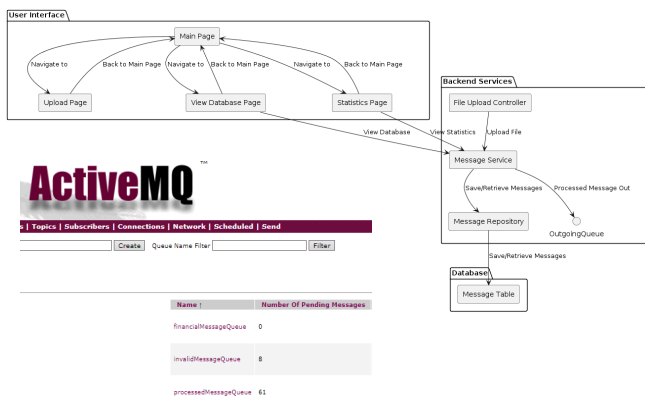 User Interface
Main Page
Navigate to
Back to Main Page
Navigate to
Back to Main Page
Navigate to
Back to Main Page
Upload Page
View Database Page
Statistics Page
Backend Services
File Upload Controller
View Database
View Statistics
Upload File
Message Service
Save/Retrieve Messages
Processed Message Out
Message Repository
OutgoingQueue
Save/Retrieve Messages
Database
Message Table
ActiveMQ™
s | Topics | Subscribers | Connections | Network | Scheduled | Send
Create Queue Name Filter Filter
Name ↑ Number Of Pending Messages
financialMessageQueue 0
invalidMessageQueue 8
processedMessageQueue 61